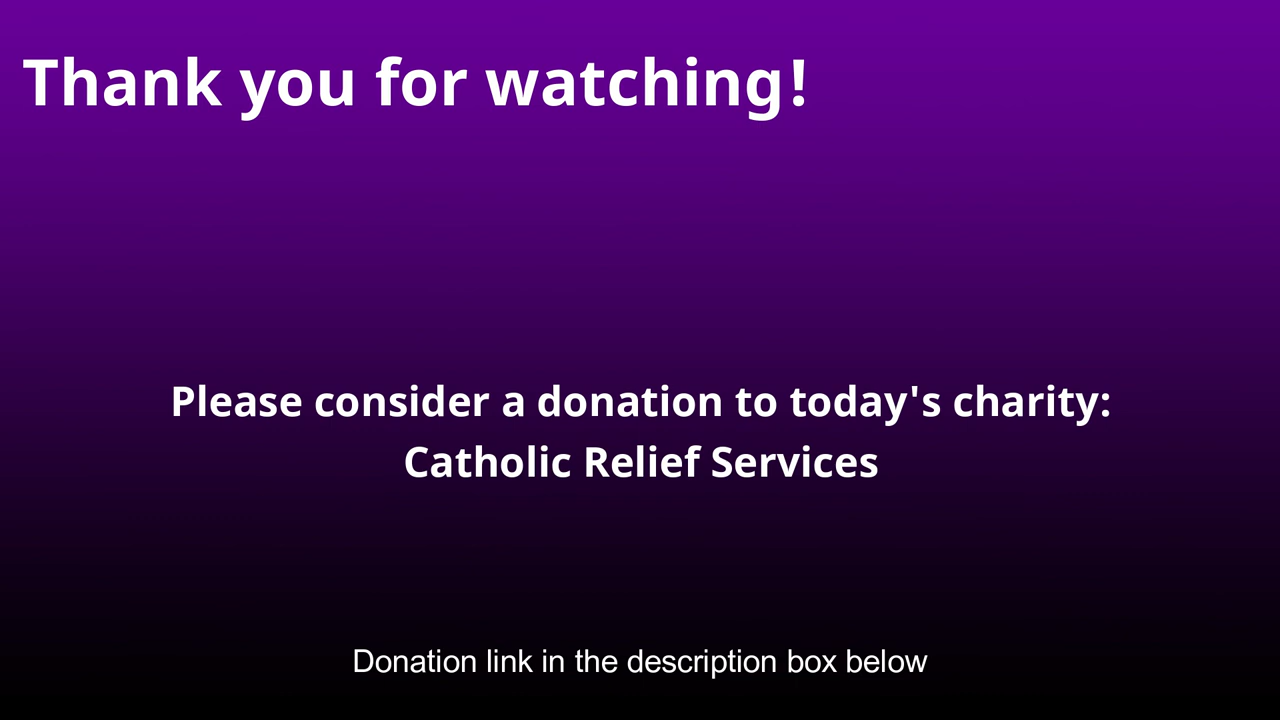 Thank you for watching!
Please consider a donation to today's charity:
Catholic Relief Services
Donation link in the description box below